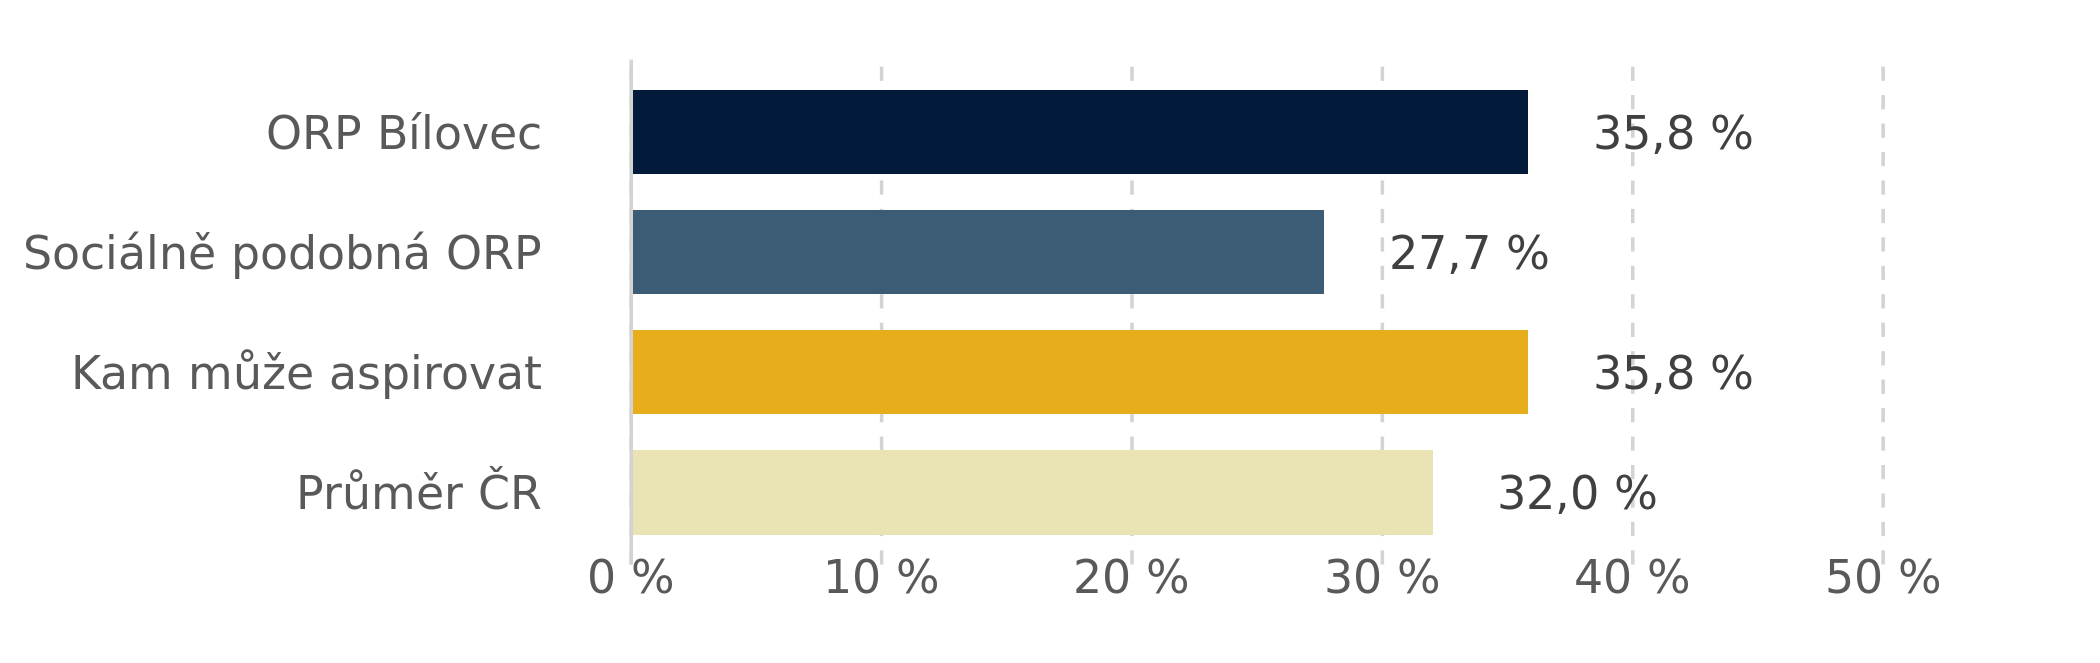 ORP Bílovec 35,8 %
Sociálně podobná ORP 27,7 %
Kam může aspirovat 35,8 %
Průměr ČR 32,0 %
0 % 10 % 20 % 30 % 40 % 50 %